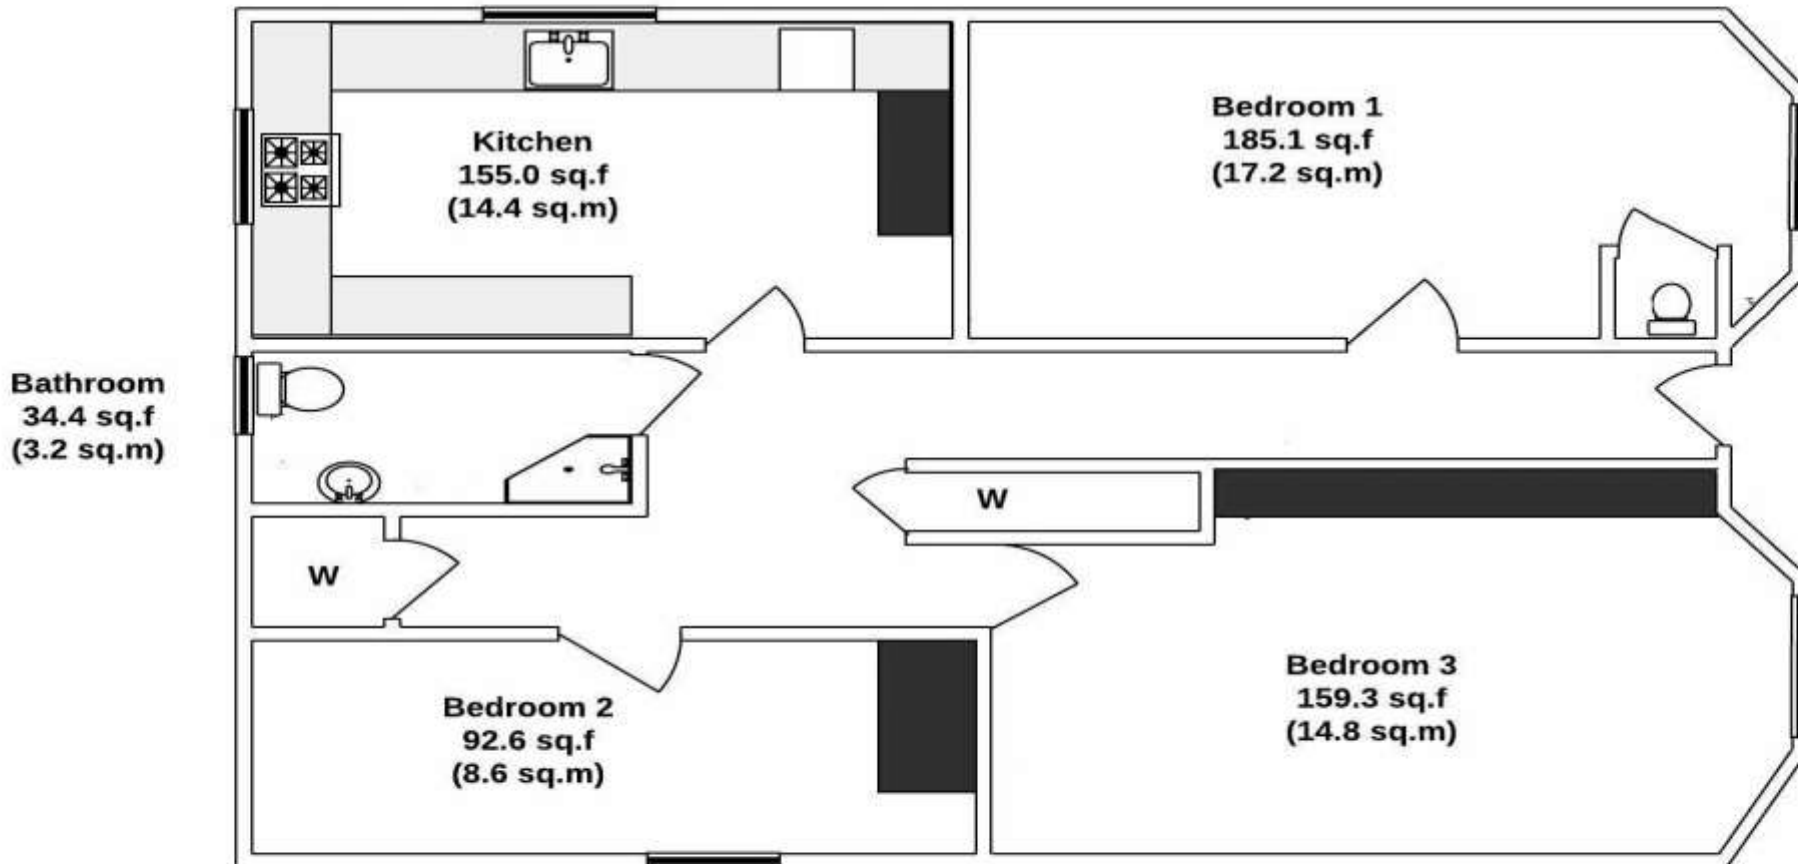 Kitchen
155.0 sq.f
(14.4 sq.m)
Bedroom 1
185.1 sq.f
(17.2 sq.m)
Bathroom
34.4 sq.f
(3.2 sq.m)
W
W
Bedroom 2
92.6 sq.f
(8.6 sq.m)
Bedroom 3
159.3 sq.f
(14.8 sq.m)